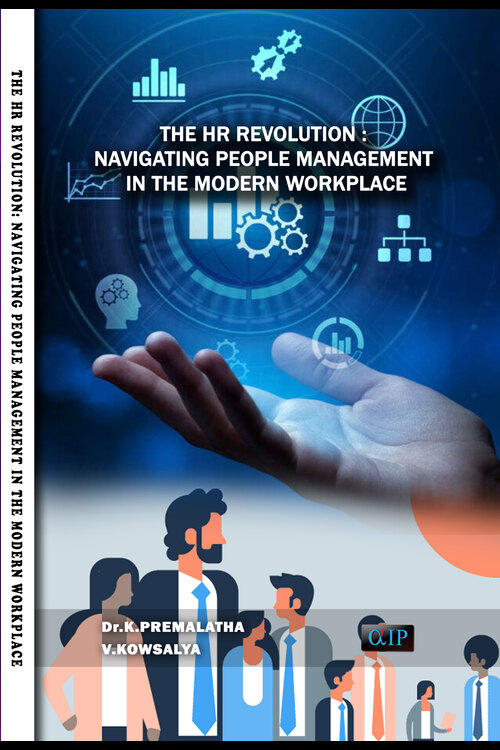 THE HR REVOLUTION: NAVIGATING PEOPLE MANAGEMENT IN THE MODERN WORKPLACE
THE HR REVOLUTION :
NAVIGATING PEOPLE MANAGEMENT
IN THE MODERN WORKPLACE
Dr.K.PREMALATHA
V.KOWSALYA
αIP